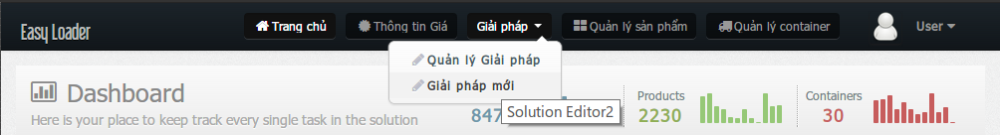 Easy Loader
Trang chủ
Thông tin Giá
Giải pháp
Quản lý sản phẩm
Quản lý container
User
Quản lý Giải pháp
Giải pháp mới
Solution Editor2
Dashboard
Here is your place to keep track every single task in the solution
847
Products
2230
Containers
30